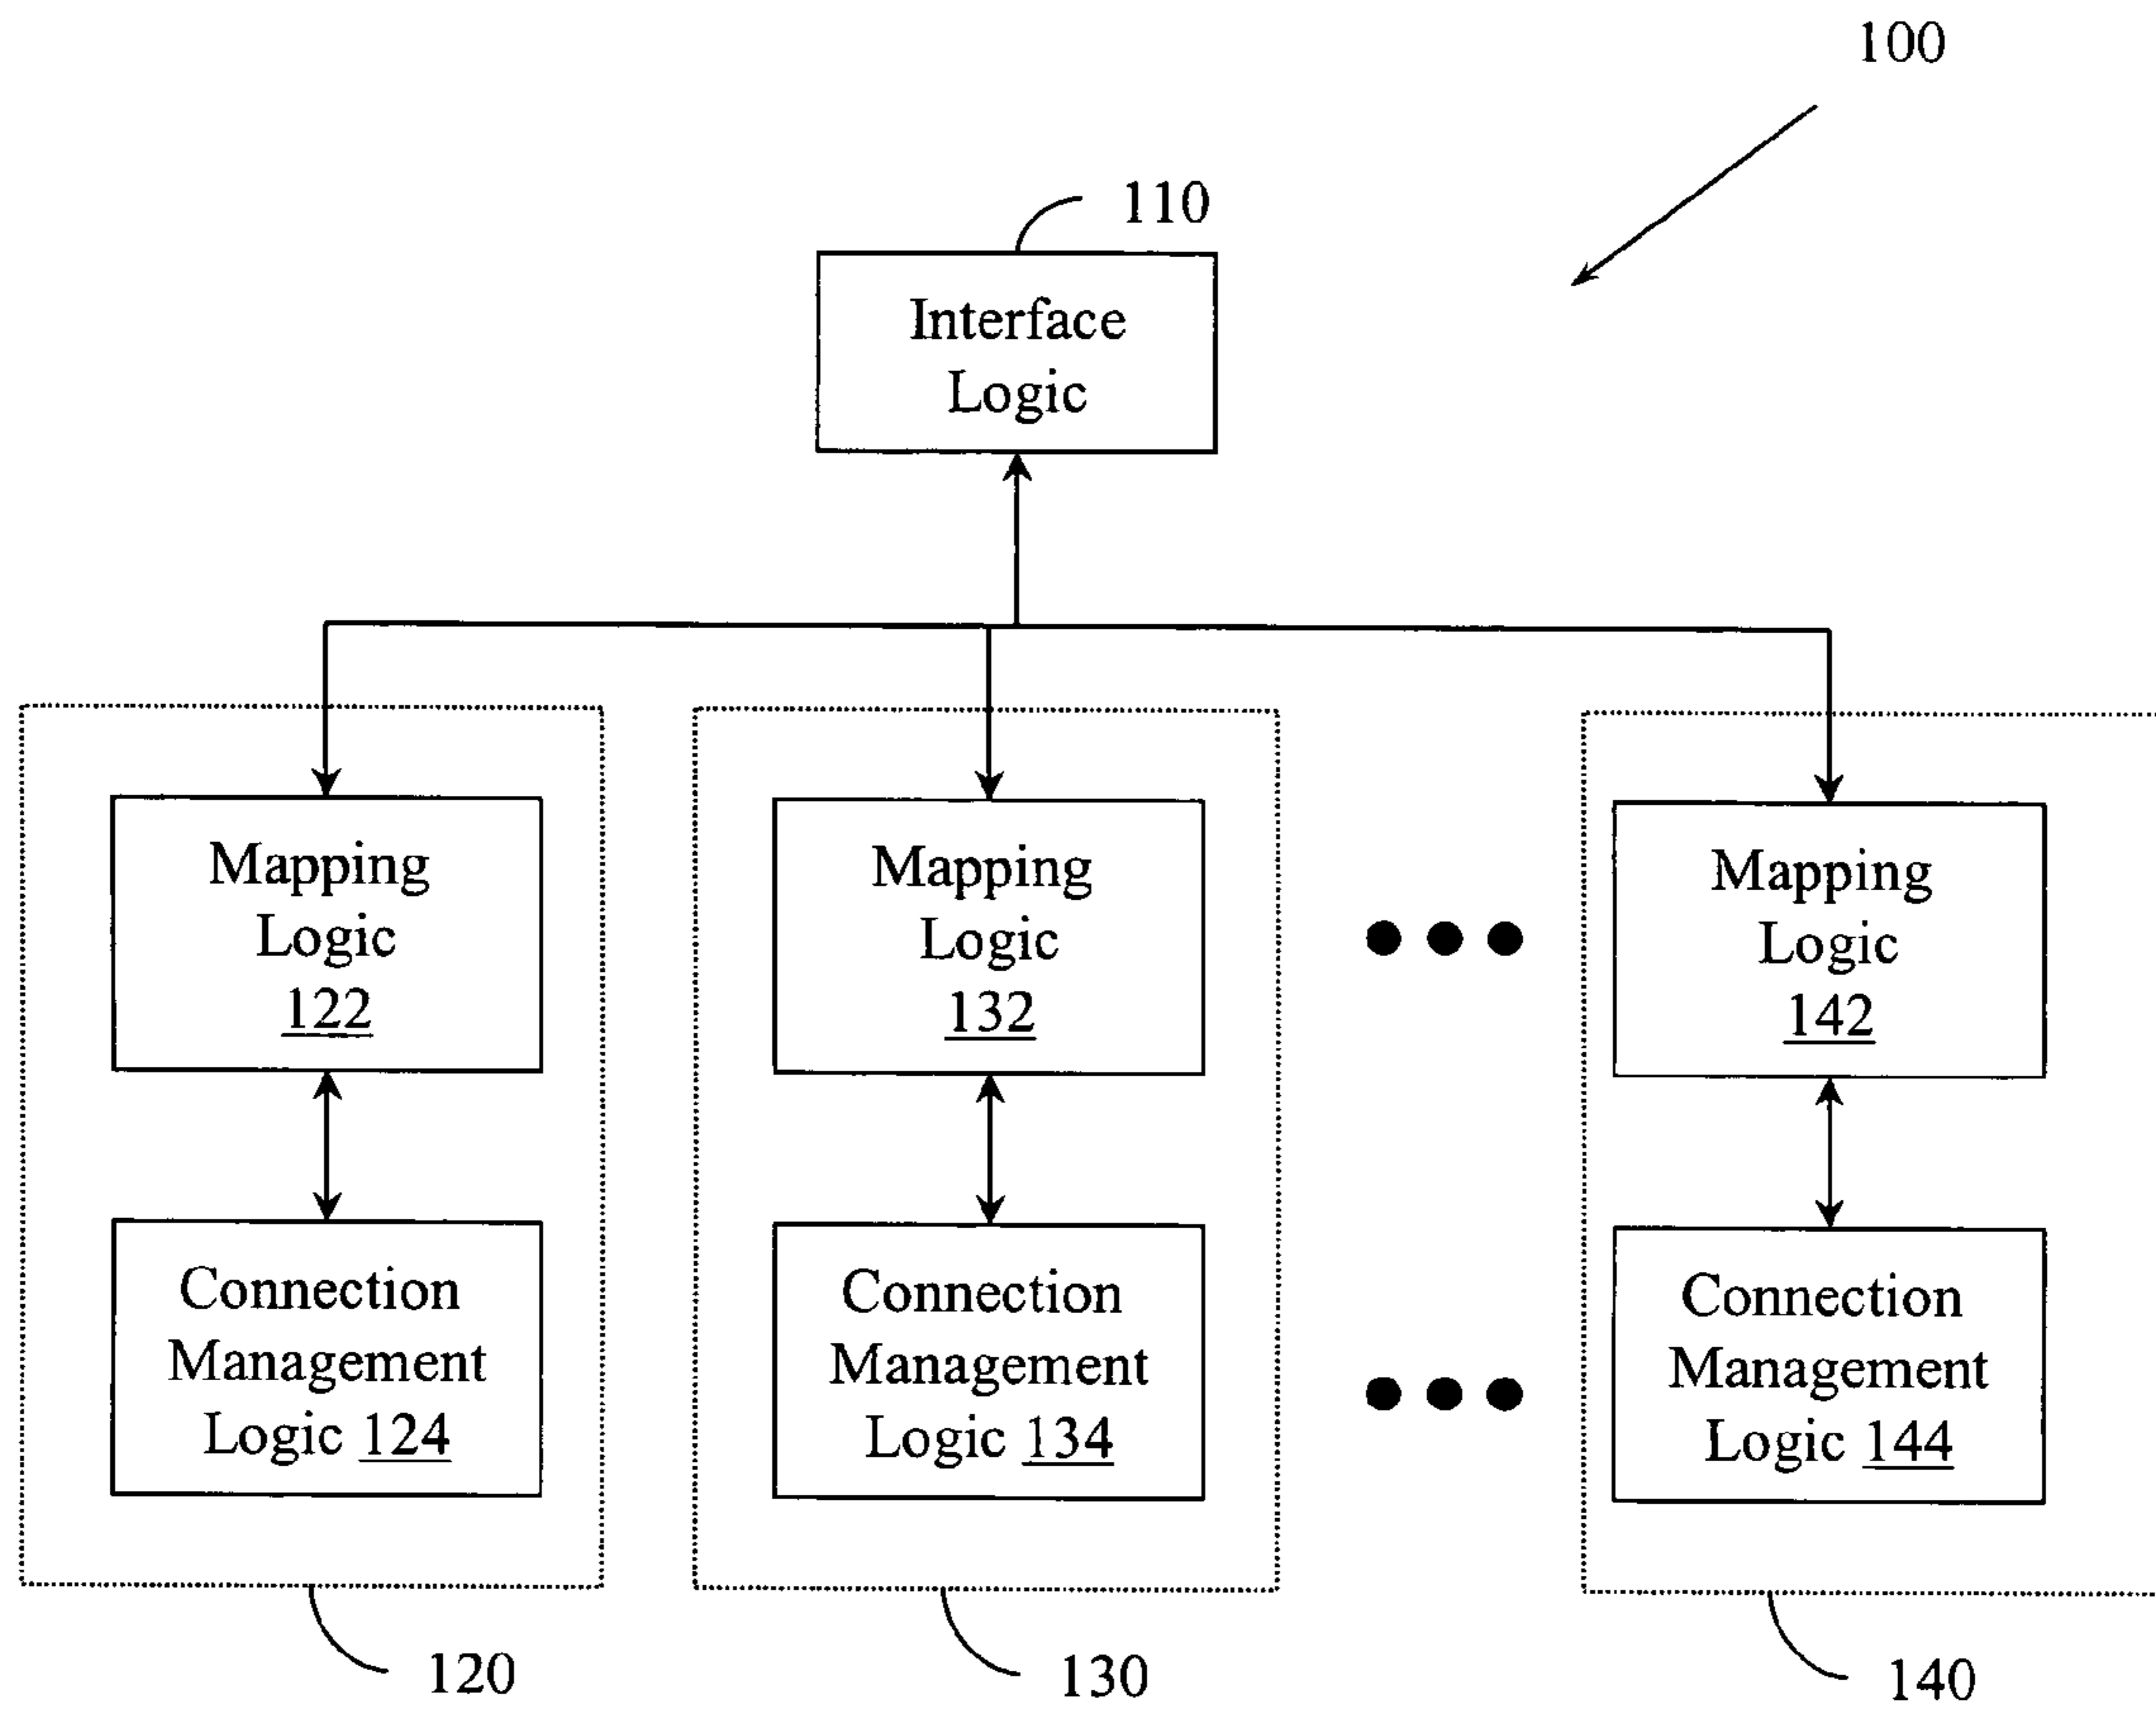 100
110
Interface
Logic
Mapping
Logic
122
Mapping
Logic
132
Mapping
Logic
142
Connection
Management
Logic 124
Connection
Management
Logic 134
Connection
Management
Logic 144
120
130
140